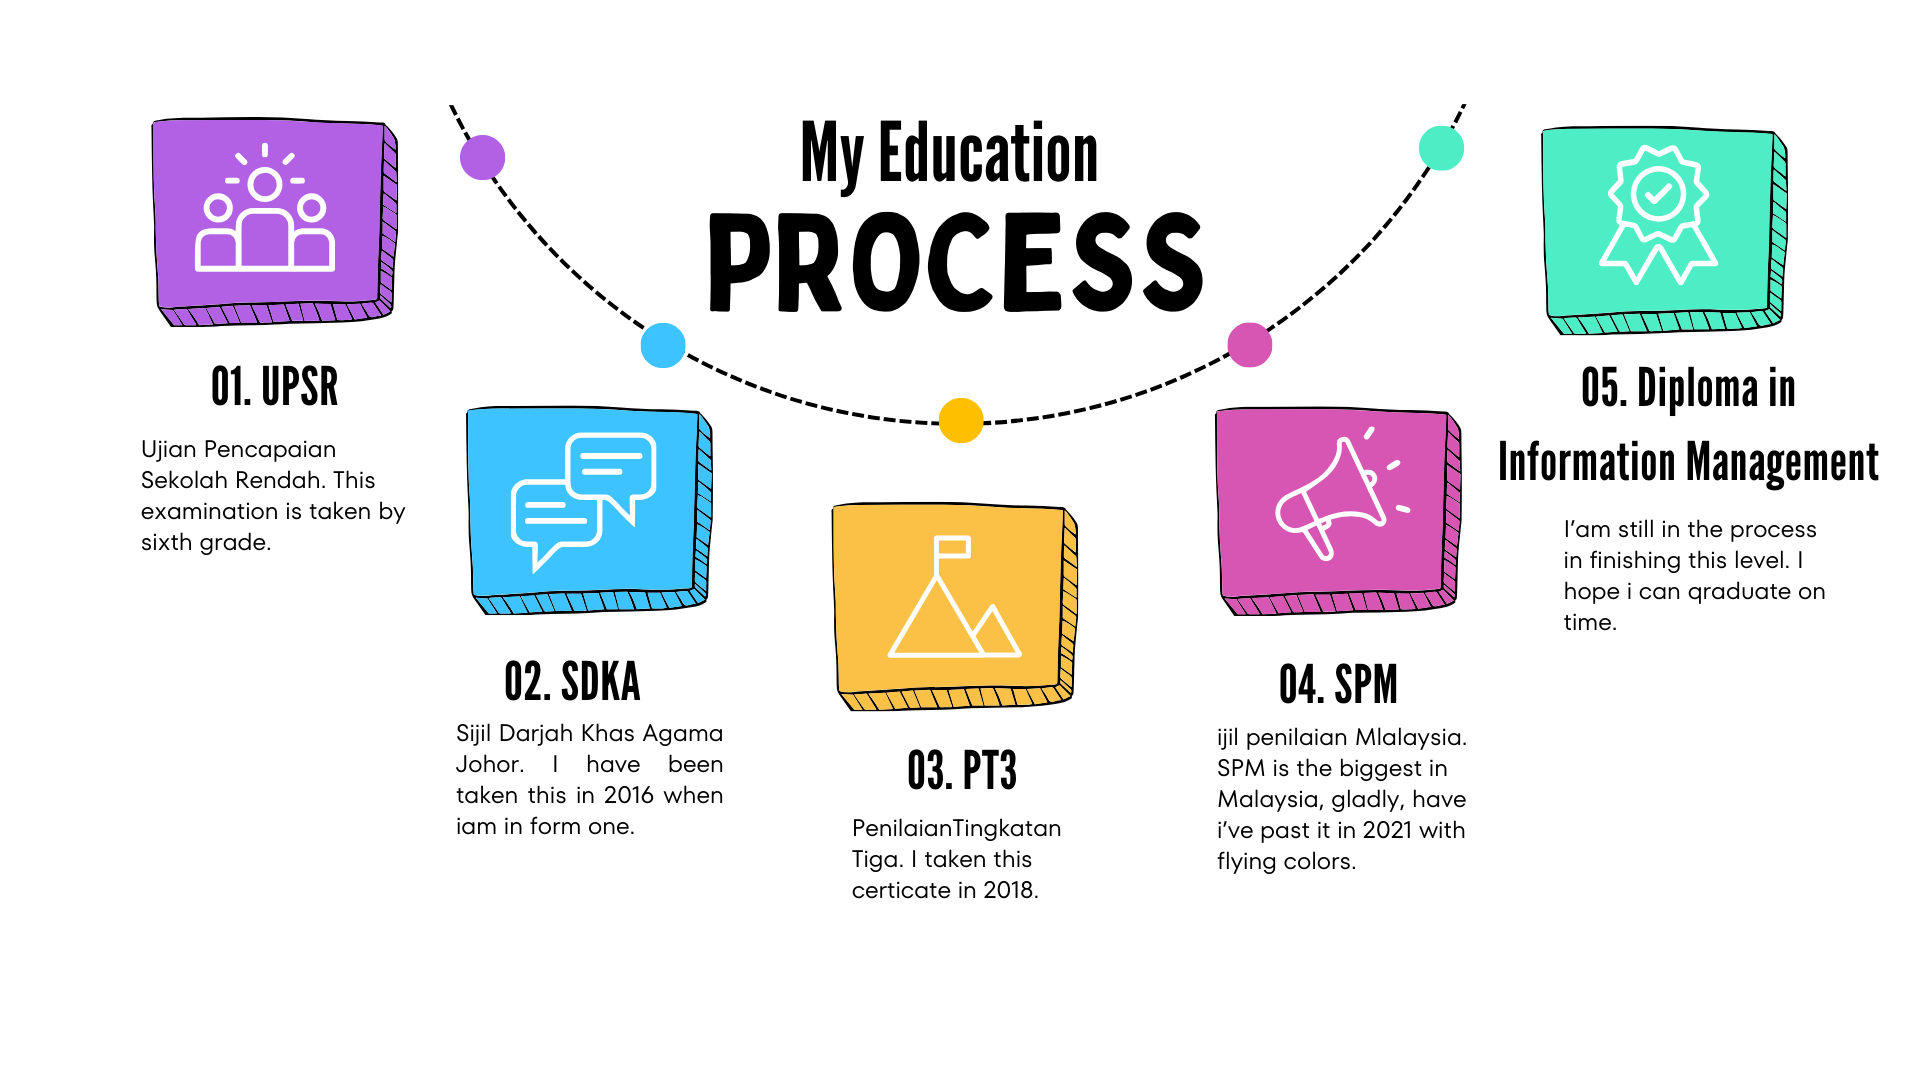 My Education
PROCESS
01. UPSR
Ujian Pencapaian
Sekolah Rendah. This
examination is taken by
sixth grade.
02. SDKA
Sijil Darjah Khas Agama
Johor. I have been
taken this in 2016 when
iam in form one.
03. PT3
PenilaianTingkatan
Tiga. I taken this
certicate in 2018.
04. SPM
ijil penilaian Mlalaysia.
SPM is the biggest in
Malaysia, gladly, have
i’ve past it in 2021 with
flying colors.
05. Diploma in
Information Management
I’am still in the process
in finishing this level. I
hope i can qraduate on
time.